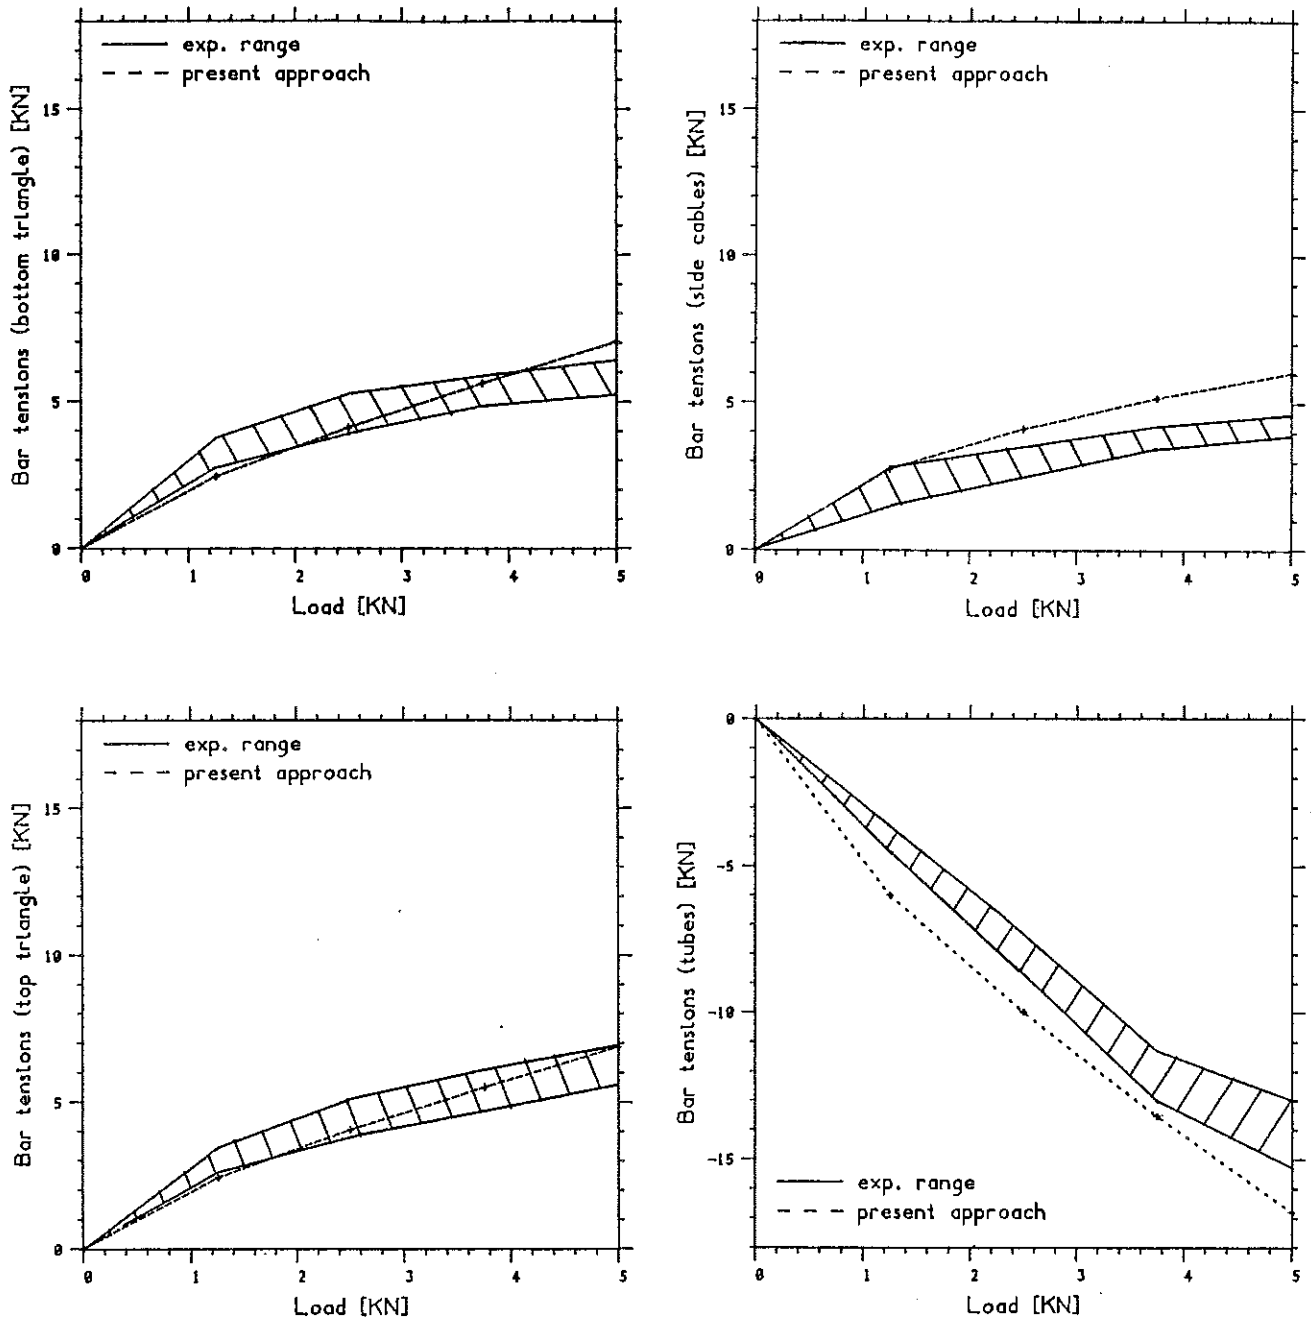 exp. range
present approach
Bar tensions (bottom triangle) [KN]
15
10
5
0
0 1 2 3 4 5
Load [KN]
exp. range
present approach
Bar tensions (side cables) [KN]
15
10
5
0
0 1 2 3 4 5
Load [KN]
exp. range
present approach
Bar tensions (top triangle) [KN]
15
10
5
0
0 1 2 3 4 5
Load [KN]
Bar tensions (tubes) [KN]
0
-5
-10
-15
exp. range
present approach
0 1 2 3 4 5
Load [KN]